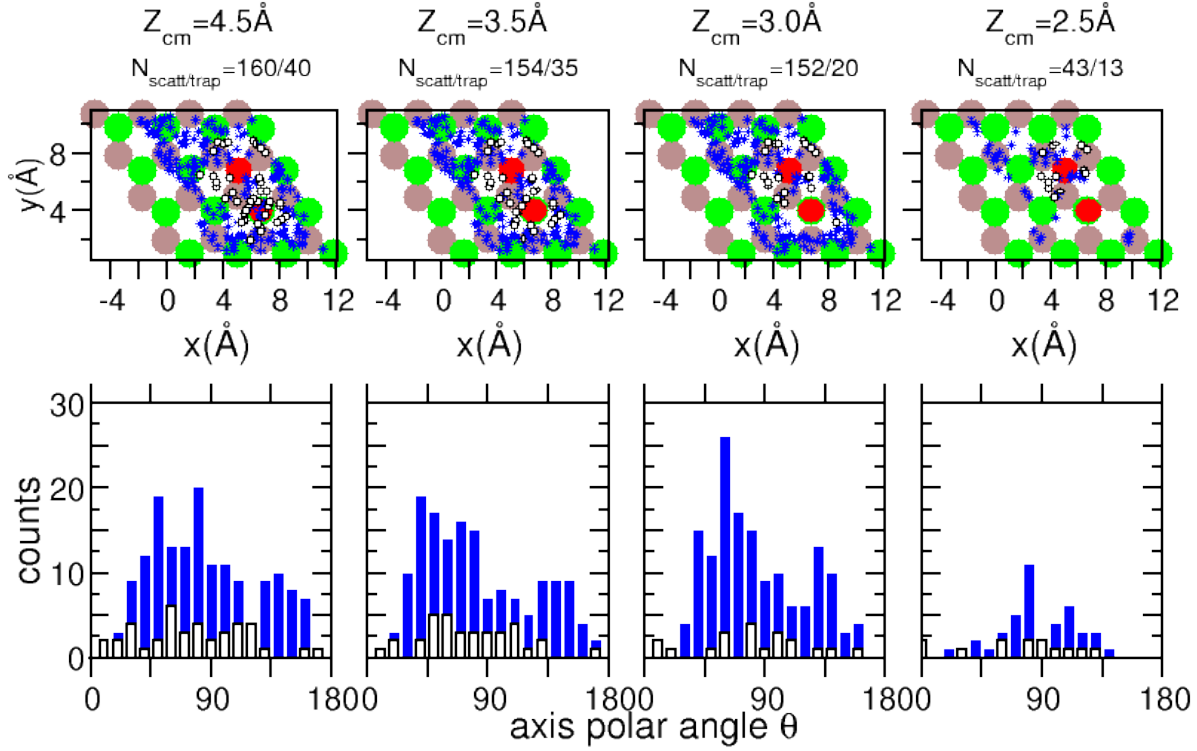 Z_cm=4.5Å Z_cm=3.5Å Z_cm=3.0Å Z_cm=2.5Å
N_scatt/trap=160/40 N_scatt/trap=154/35 N_scatt/trap=152/20 N_scatt/trap=43/13
y(Å)
8
4
-4 0 4 8 12 -4 0 4 8 12 -4 0 4 8 12 -4 0 4 8 12
x(Å) x(Å) x(Å) x(Å)
counts
30
20
10
0
0 90 180 90 180 90 180 90 180
axis polar angle θ